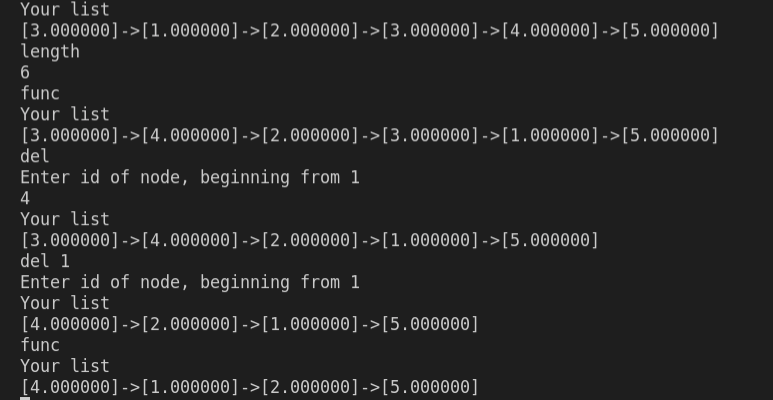 Your list
[3.000000]->[1.000000]->[2.000000]->[3.000000]->[4.000000]->[5.000000]
length
6
func
Your list
[3.000000]->[4.000000]->[2.000000]->[3.000000]->[1.000000]->[5.000000]
del
Enter id of node, beginning from 1
4
Your list
[3.000000]->[4.000000]->[2.000000]->[1.000000]->[5.000000]
del 1
Enter id of node, beginning from 1
Your list
[4.000000]->[2.000000]->[1.000000]->[5.000000]
func
Your list
[4.000000]->[1.000000]->[2.000000]->[5.000000]